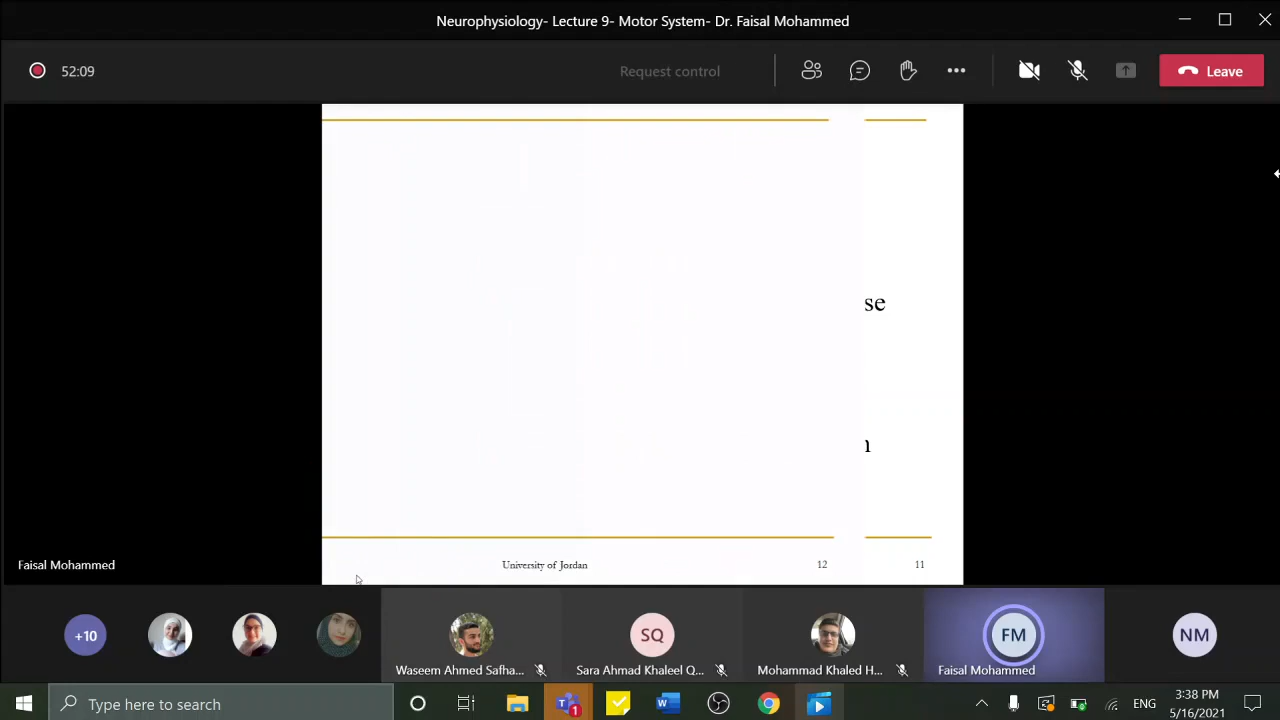 Neurophysiology- Lecture 9- Motor System- Dr. Faisal Mohammed
52:09
Request control
Leave
se
University of Jordan
12
11
Faisal Mohammed
+10
SQ
FM
NM
Waseem Ahmed Safha...
Sara Ahmad Khaleel Q...
Mohammad Khaled H...
Faisal Mohammed
Type here to search
1
ENG
3:38 PM
5/16/2021